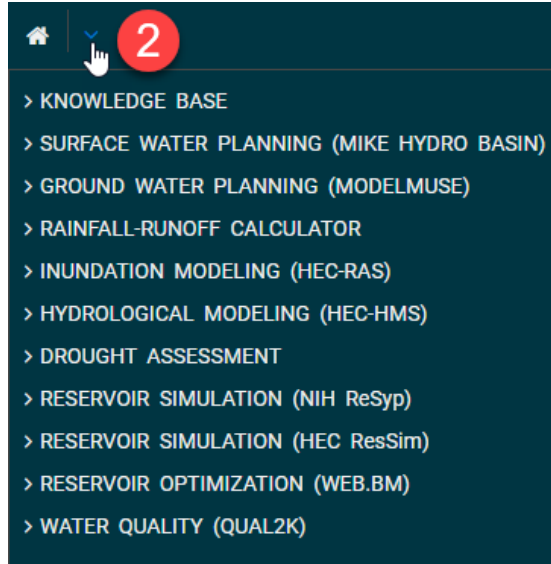 2
> KNOWLEDGE BASE
> SURFACE WATER PLANNING (MIKE HYDRO BASIN)
> GROUND WATER PLANNING (MODELMUSE)
> RAINFALL-RUNOFF CALCULATOR
> INUNDATION MODELING (HEC-RAS)
> HYDROLOGICAL MODELING (HEC-HMS)
> DROUGHT ASSESSMENT
> RESERVOIR SIMULATION (NIH ReSyp)
> RESERVOIR SIMULATION (HEC ResSim)
> RESERVOIR OPTIMIZATION (WEB.BM)
> WATER QUALITY (QUAL2K)